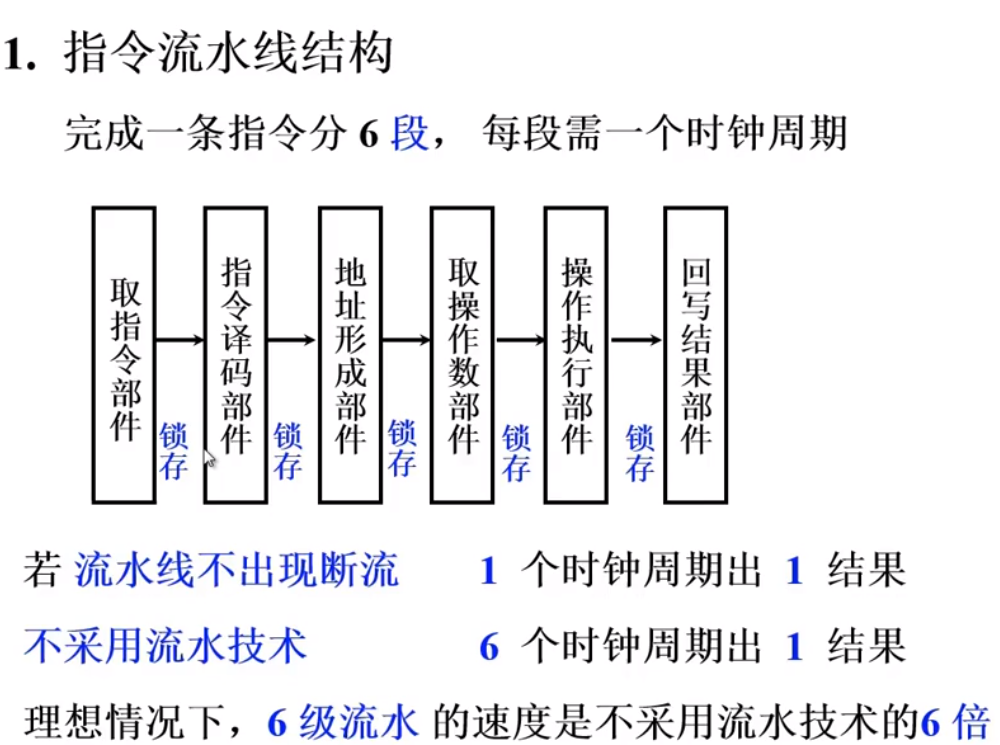 1. 指令流水线结构
完成一条指令分 6 段， 每段需一个时钟周期
取指令部件
锁存
指令译码部件
锁存
地址形成部件
锁存
取操作数部件
锁存
操作执行部件
锁存
回写结果部件
若 流水线不出现断流 1 个时钟周期出 1 结果
不采用流水技术 6 个时钟周期出 1 结果
理想情况下，6 级流水 的速度是不采用流水技术的6 倍